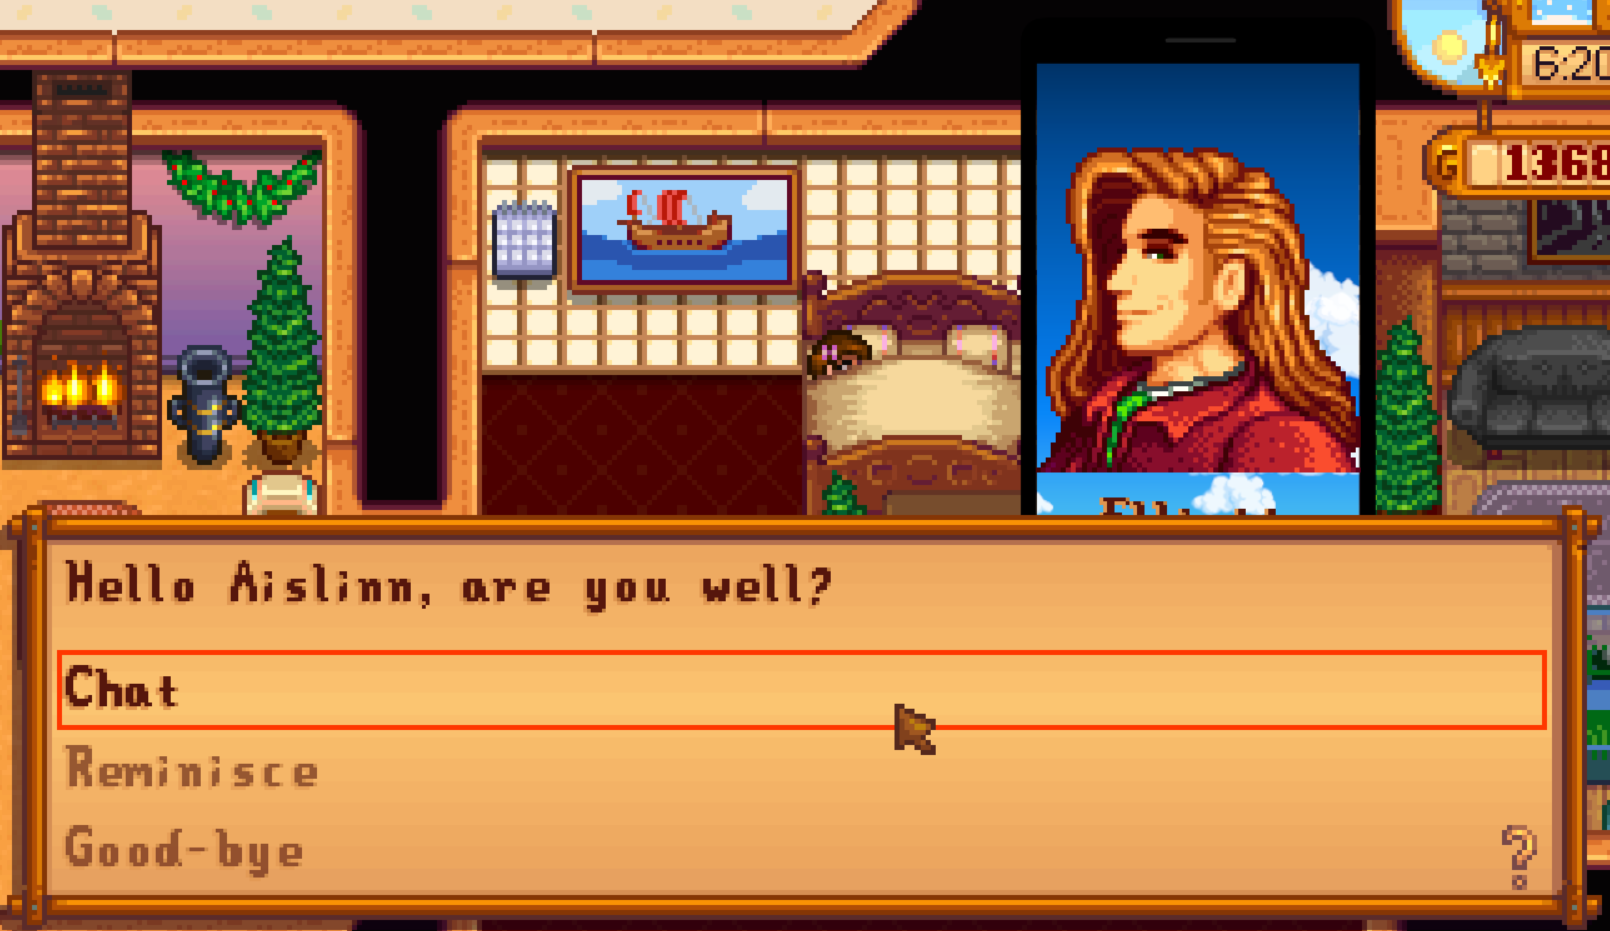 6:20
G 1368
Hello Aislinn, are you well?
Chat
Reminisce
Good-bye
?